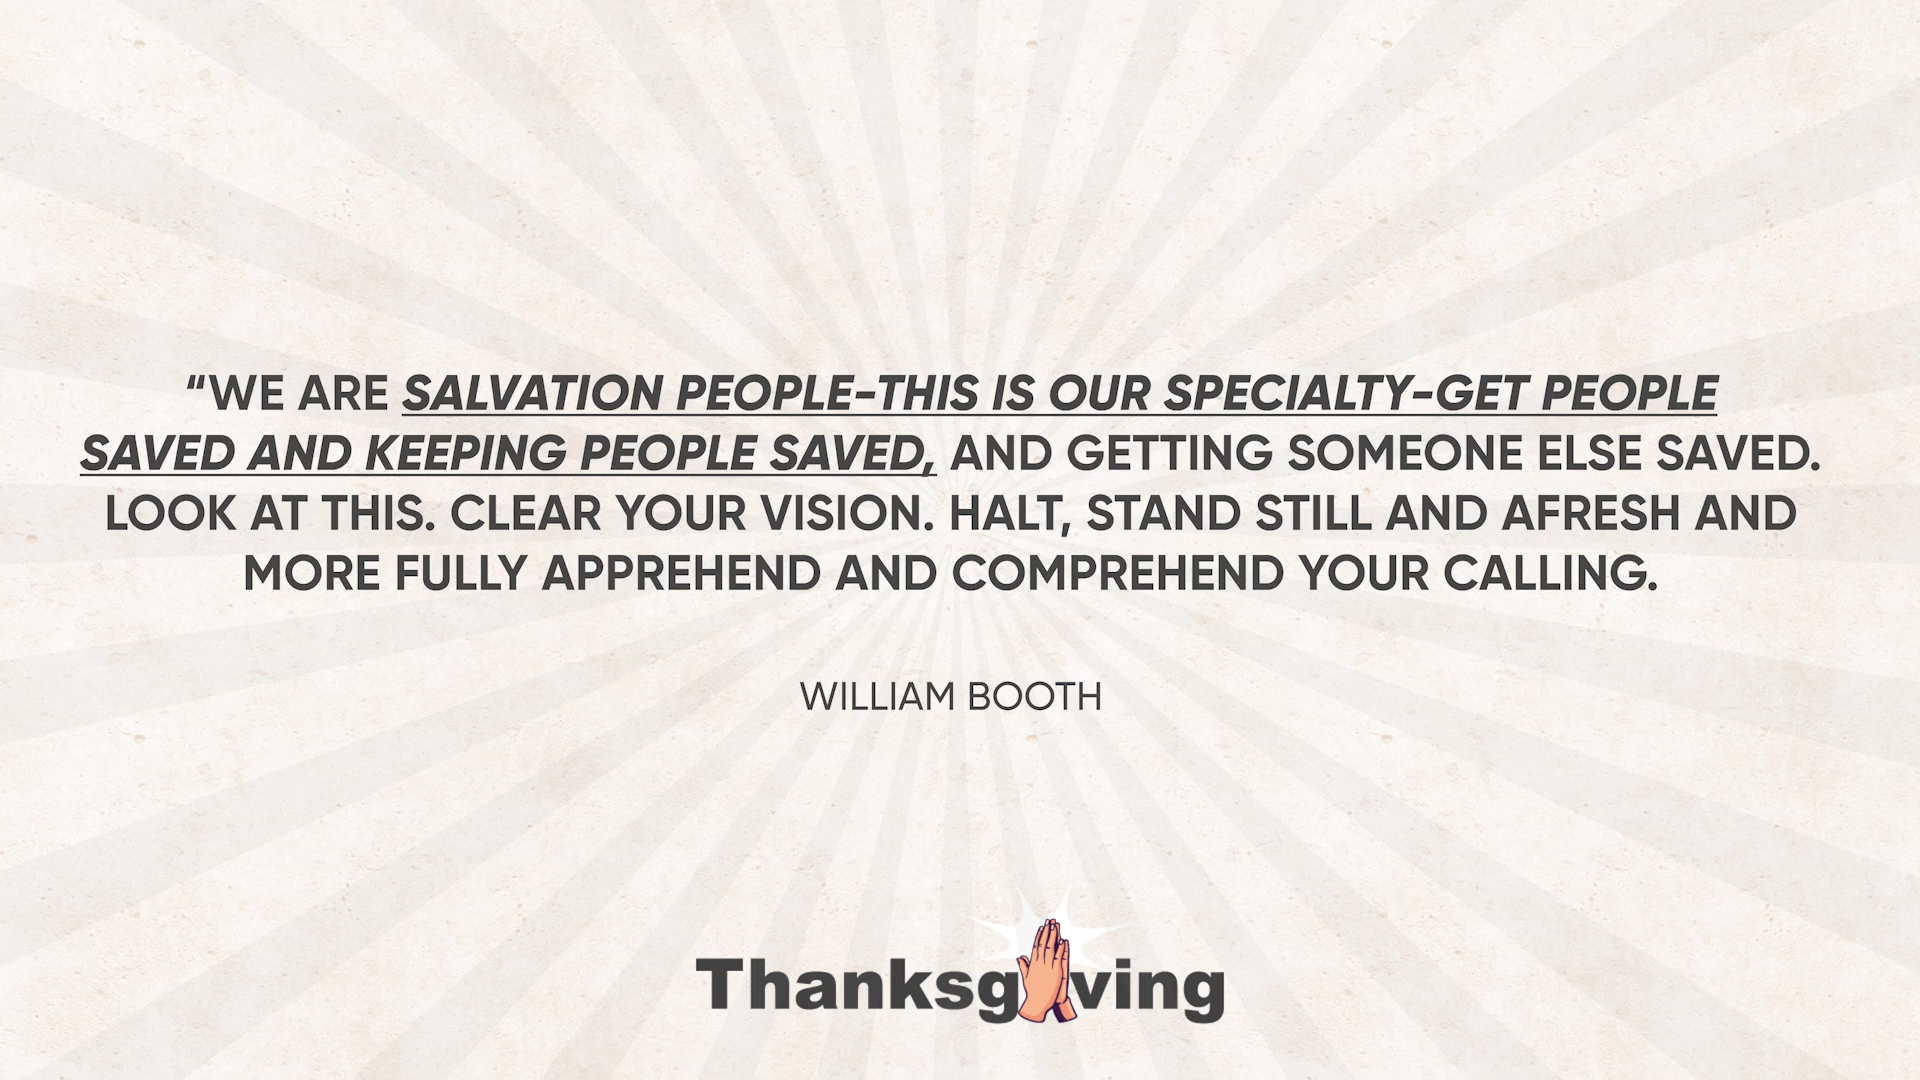 “WE ARE SALVATION PEOPLE-THIS IS OUR SPECIALTY-GET PEOPLE
SAVED AND KEEPING PEOPLE SAVED, AND GETTING SOMEONE ELSE SAVED.
LOOK AT THIS. CLEAR YOUR VISION. HALT, STAND STILL AND AFRESH AND
MORE FULLY APPREHEND AND COMPREHEND YOUR CALLING.
WILLIAM BOOTH
Thanksgiving